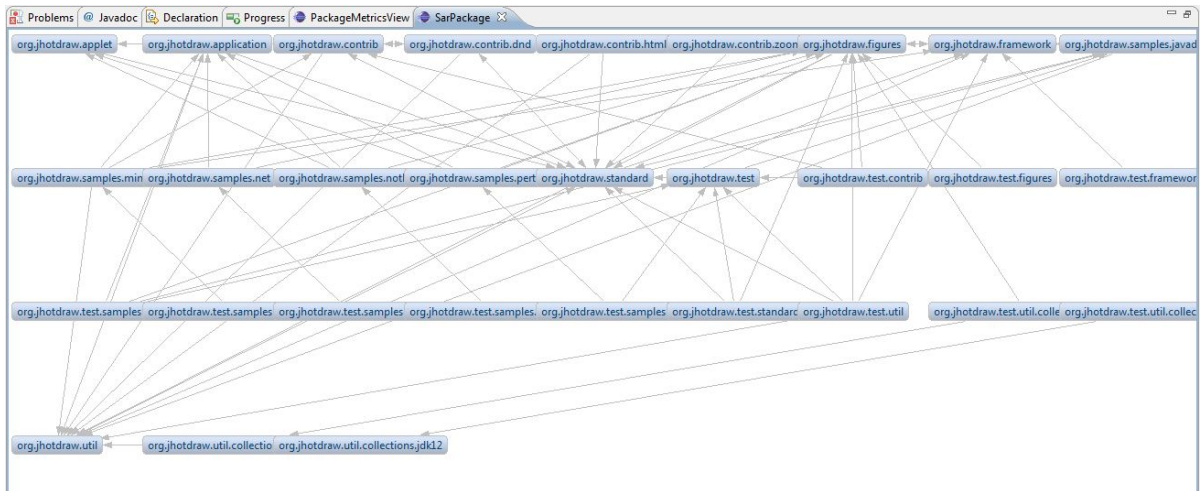 Problems @ Javadoc Declaration Progress PackageMetricsView SarPackage
org.jhotdraw.applet org.jhotdraw.application org.jhotdraw.contrib org.jhotdraw.contrib.dnd org.jhotdraw.contrib.html org.jhotdraw.contrib.zoom org.jhotdraw.figures org.jhotdraw.framework org.jhotdraw.samples.javad
org.jhotdraw.samples.min org.jhotdraw.samples.net org.jhotdraw.samples.noth org.jhotdraw.samples.pert org.jhotdraw.standard org.jhotdraw.test org.jhotdraw.test.contrib org.jhotdraw.test.figures org.jhotdraw.test.framewor
org.jhotdraw.test.samples org.jhotdraw.test.samples org.jhotdraw.test.samples org.jhotdraw.test.samples. org.jhotdraw.test.samples org.jhotdraw.test.standard org.jhotdraw.test.util org.jhotdraw.test.util.colle org.jhotdraw.test.util.collec
org.jhotdraw.util org.jhotdraw.util.collectio org.jhotdraw.util.collections.jdk12